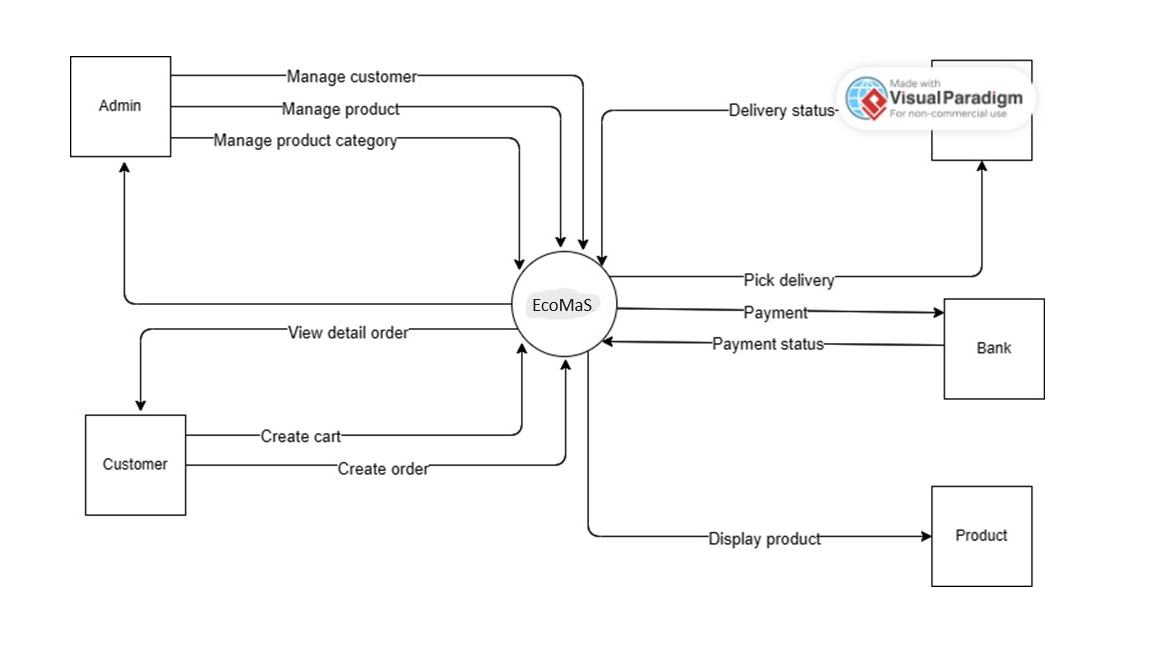 Manage customer
Admin
Manage product
Manage product category
Delivery status
Made with
Visual Paradigm
For non-commercial use
EcoMaS
Pick delivery
Payment
Payment status
Bank
View detail order
Create cart
Customer
Create order
Display product
Product